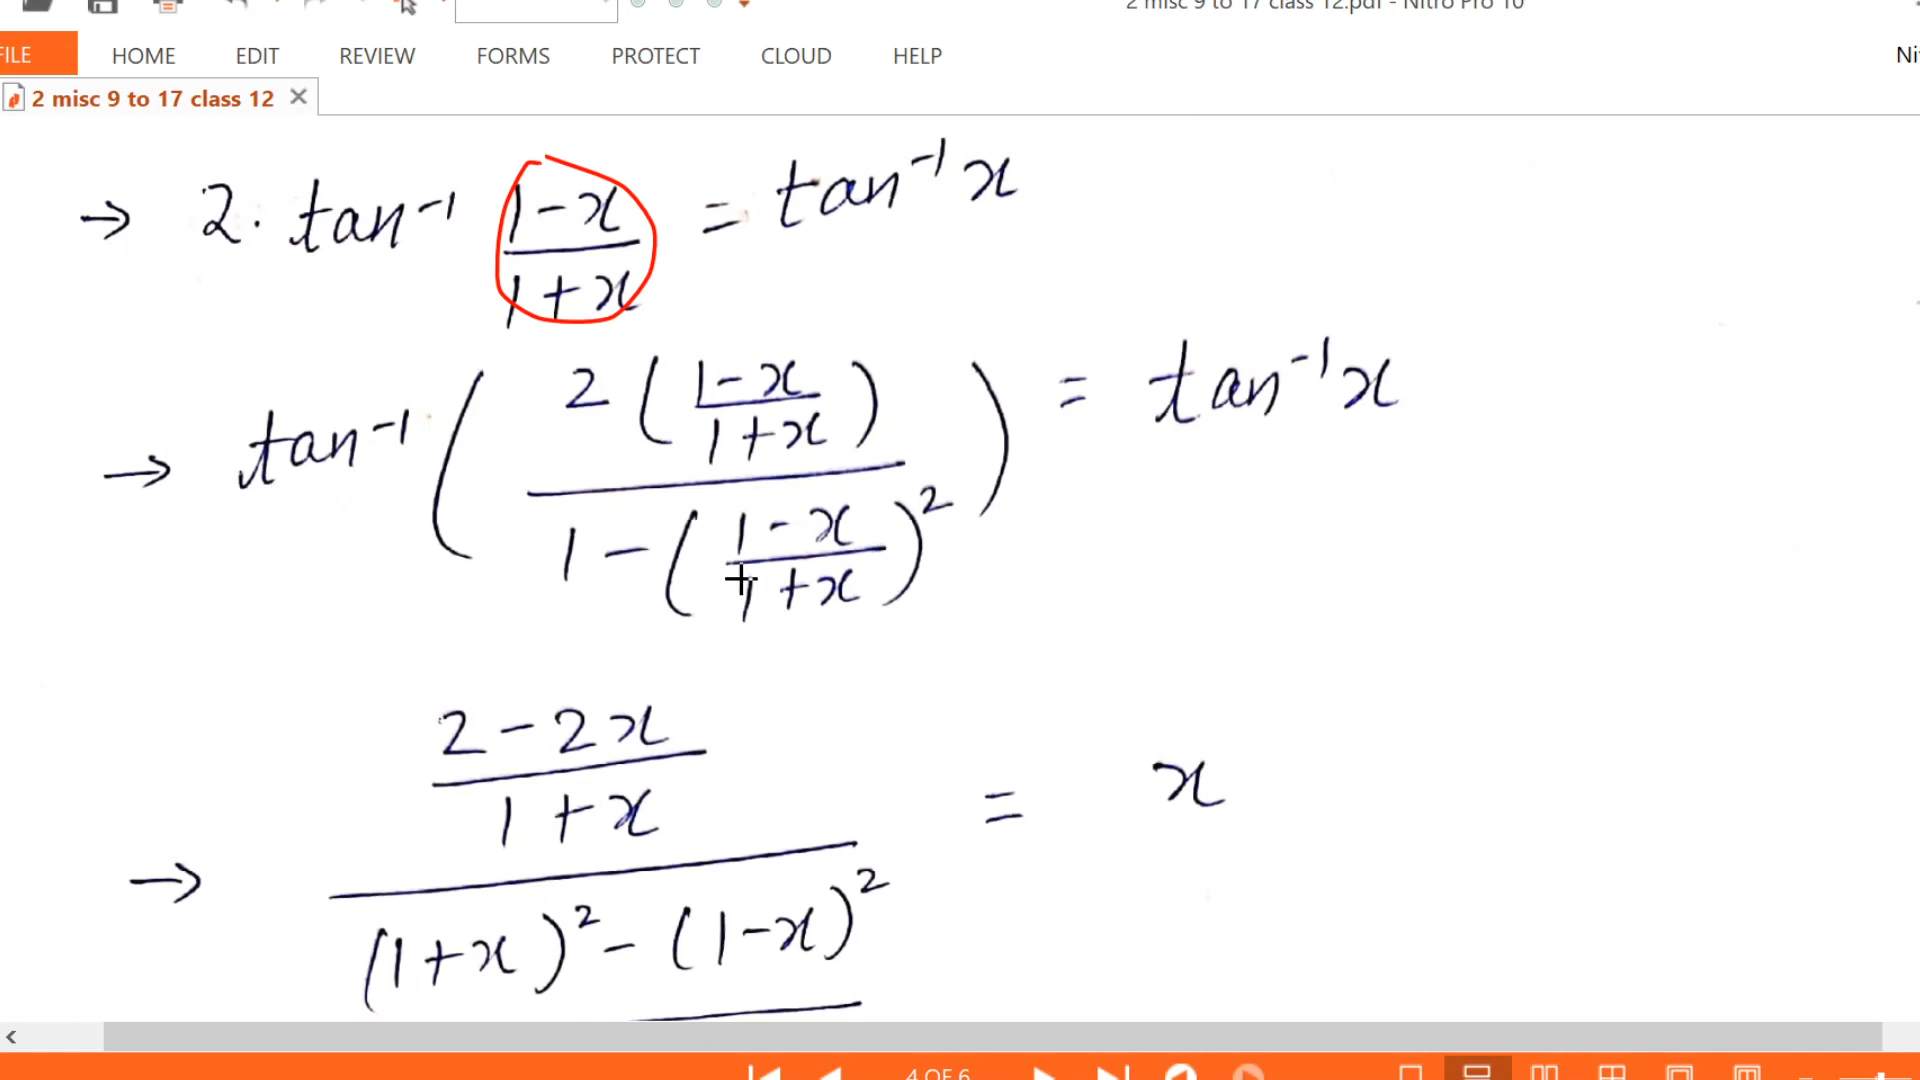 2 misc 9 to 17 class 12.pdf - Nitro Pro 10
FILE HOME EDIT REVIEW FORMS PROTECT CLOUD HELP
2 misc 9 to 17 class 12 ×
→ 2. tan⁻¹ (1-x)/(1+x) = tan⁻¹ x
→ tan⁻¹ ( 2((1-x)/(1+x)) / (1-((1-x)/(1+x))²) ) = tan⁻¹ x
→ ((2-2x)/(1+x)) / ((1+x)² - (1-x)²) = x
4 OF 6